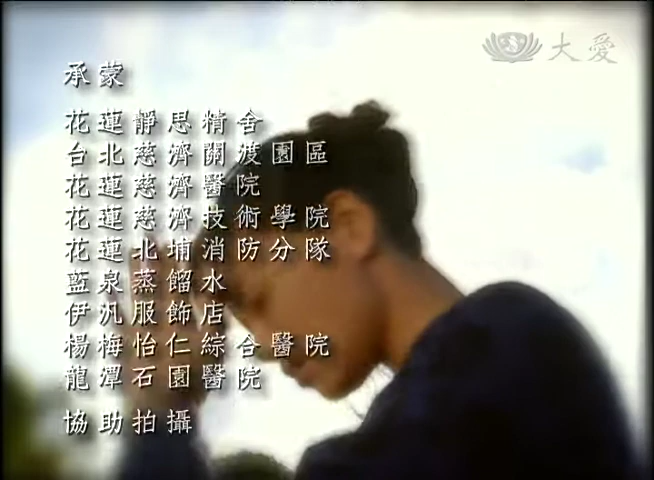 大愛
承蒙
花蓮靜思精舍
台北慈濟關渡園區
花蓮慈濟醫院
花蓮慈濟技術學院
花蓮北埔消防分隊
藍泉蒸餾水
伊汎服飾店
楊梅怡仁綜合醫院
龍潭石園醫院
協助拍攝